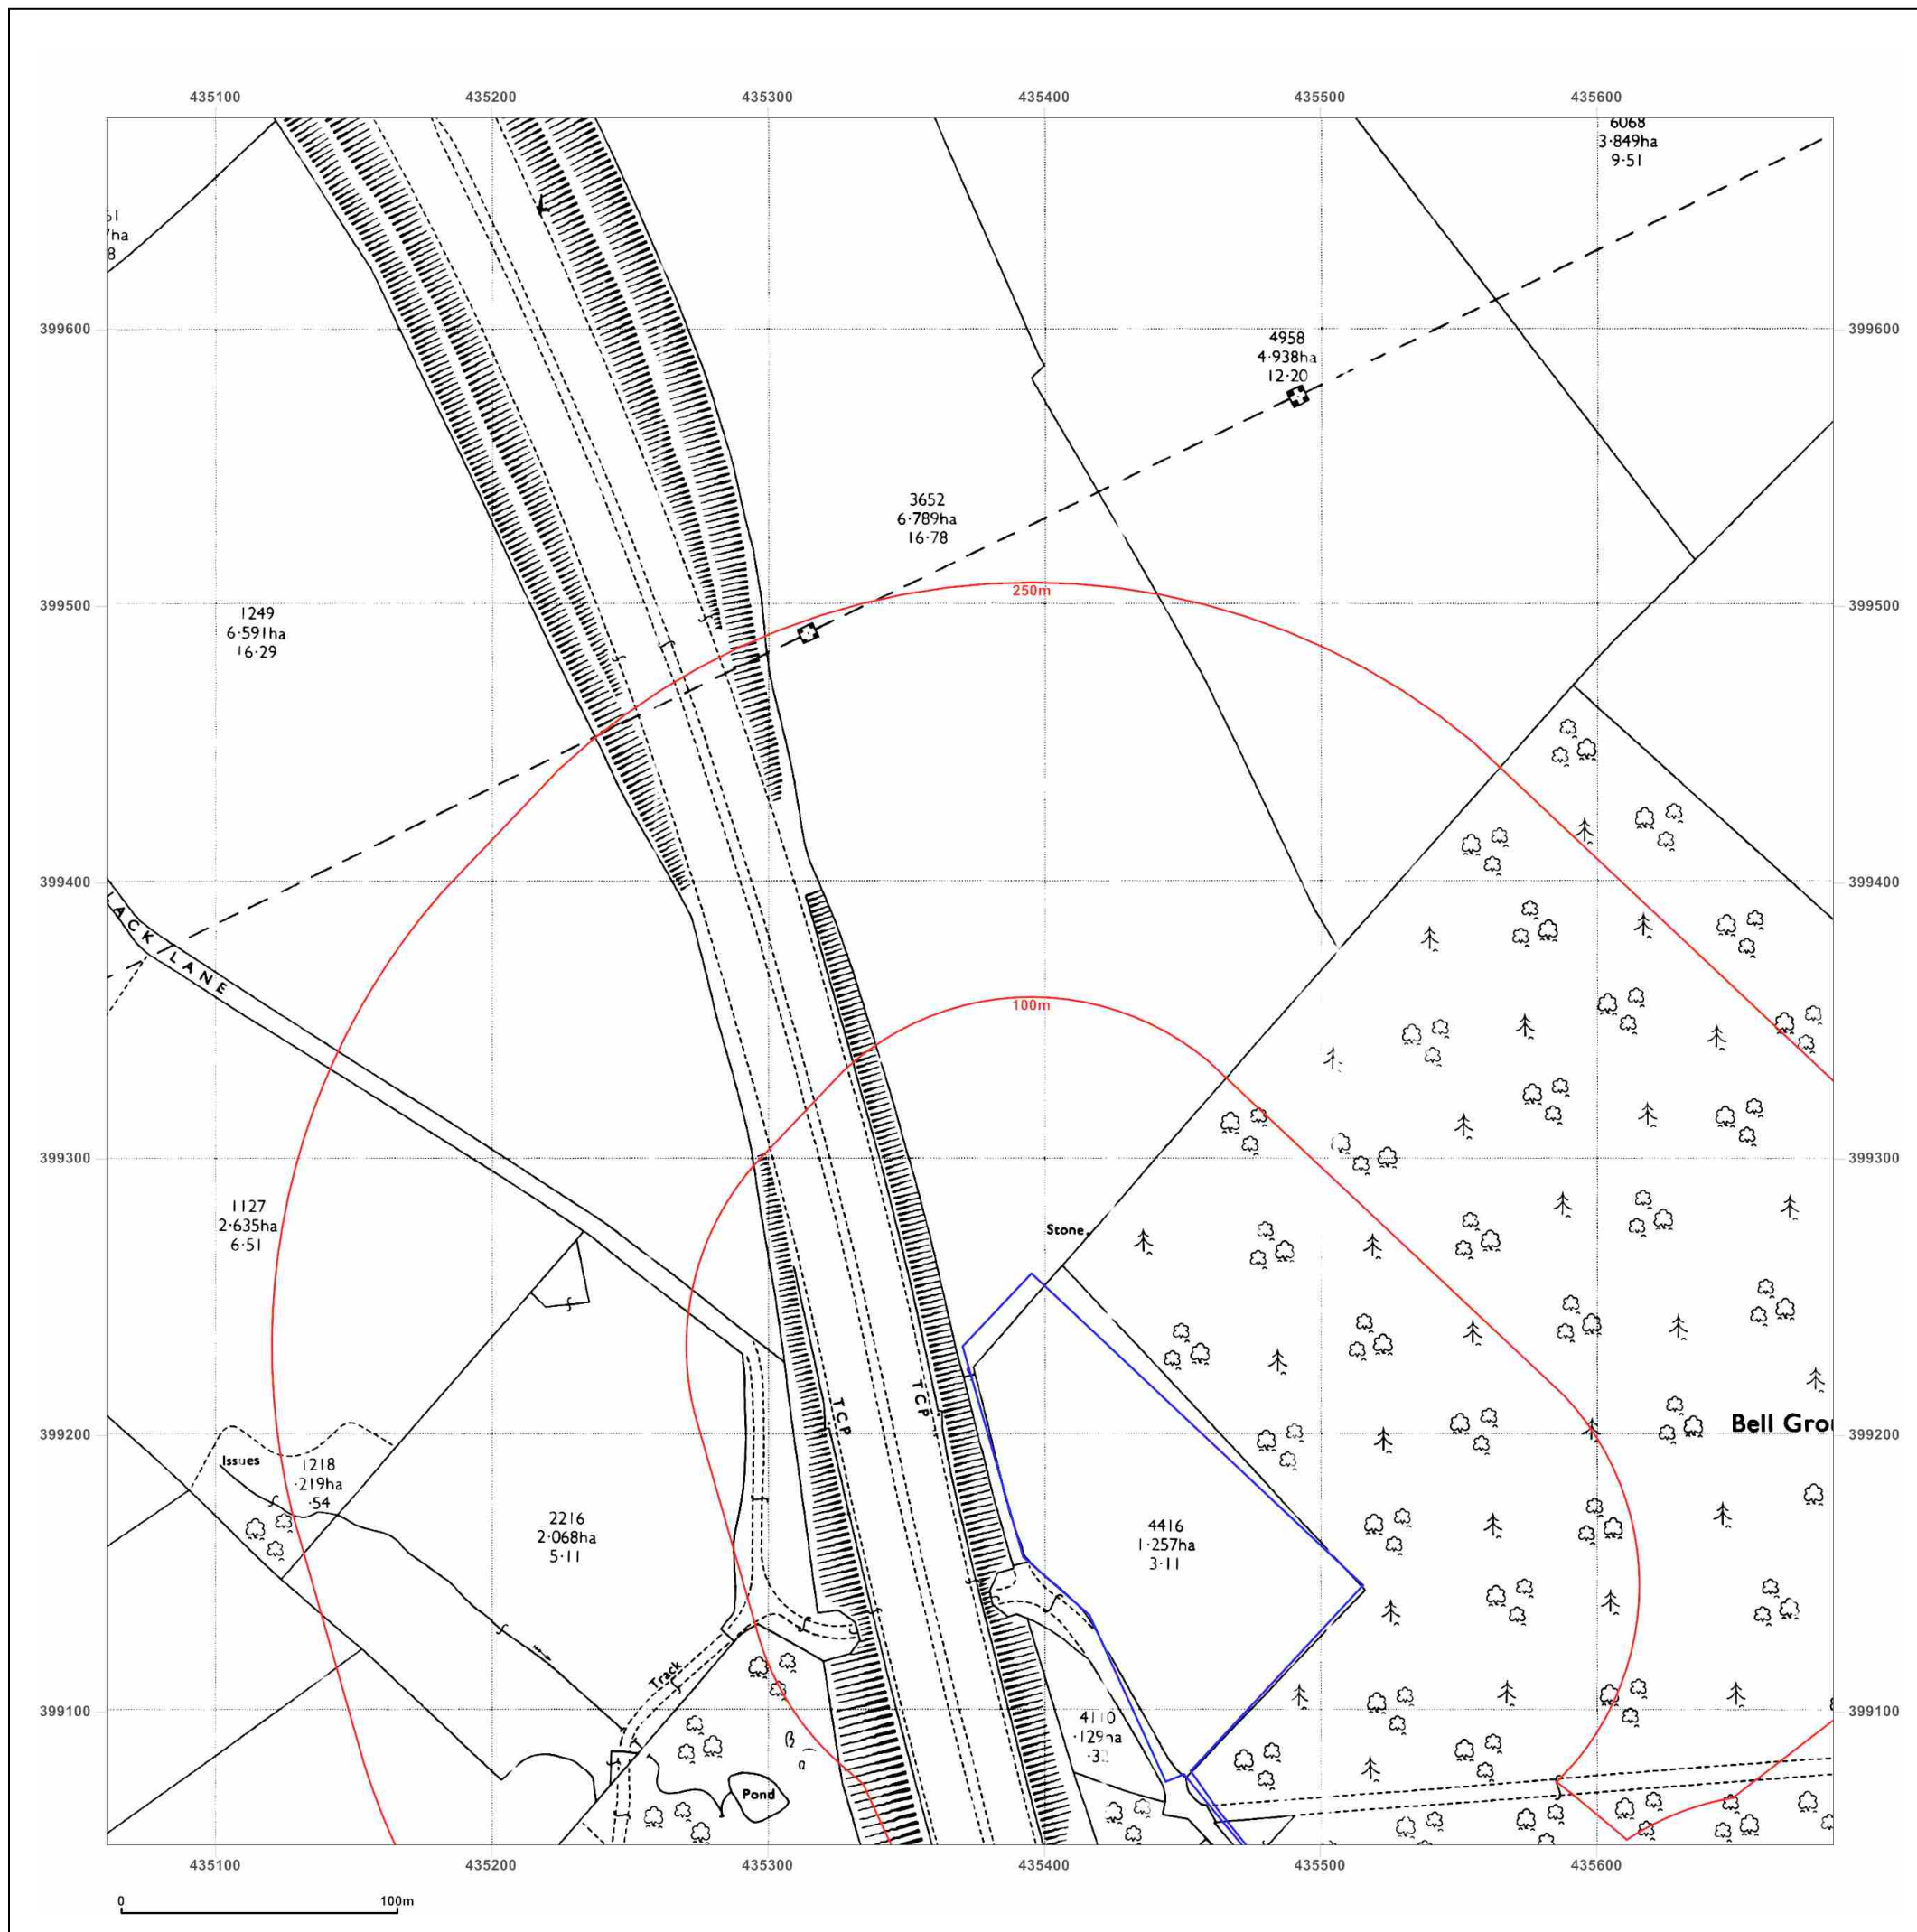 435100 435200 435300 435400 435500 435600
6068
3·849ha
9·51
399600 399600
4958
4·938ha
12·20
3652
6·789ha
16·78
399500 399500
250m
1249
6·591ha
16·29
399400 399400
ACK LANE
100m
399300 399300
1127
2·635ha
6·51
Stone
TCP
TCP
399200 399200
Bell Grou
Issues
1218
·219ha
·54
2216
2·068ha
5·11
4416
1·257ha
3·11
Track
399100 399100
4110
·129ha
Pond
435100 435200 435300 435400 435500 435600
0 100m